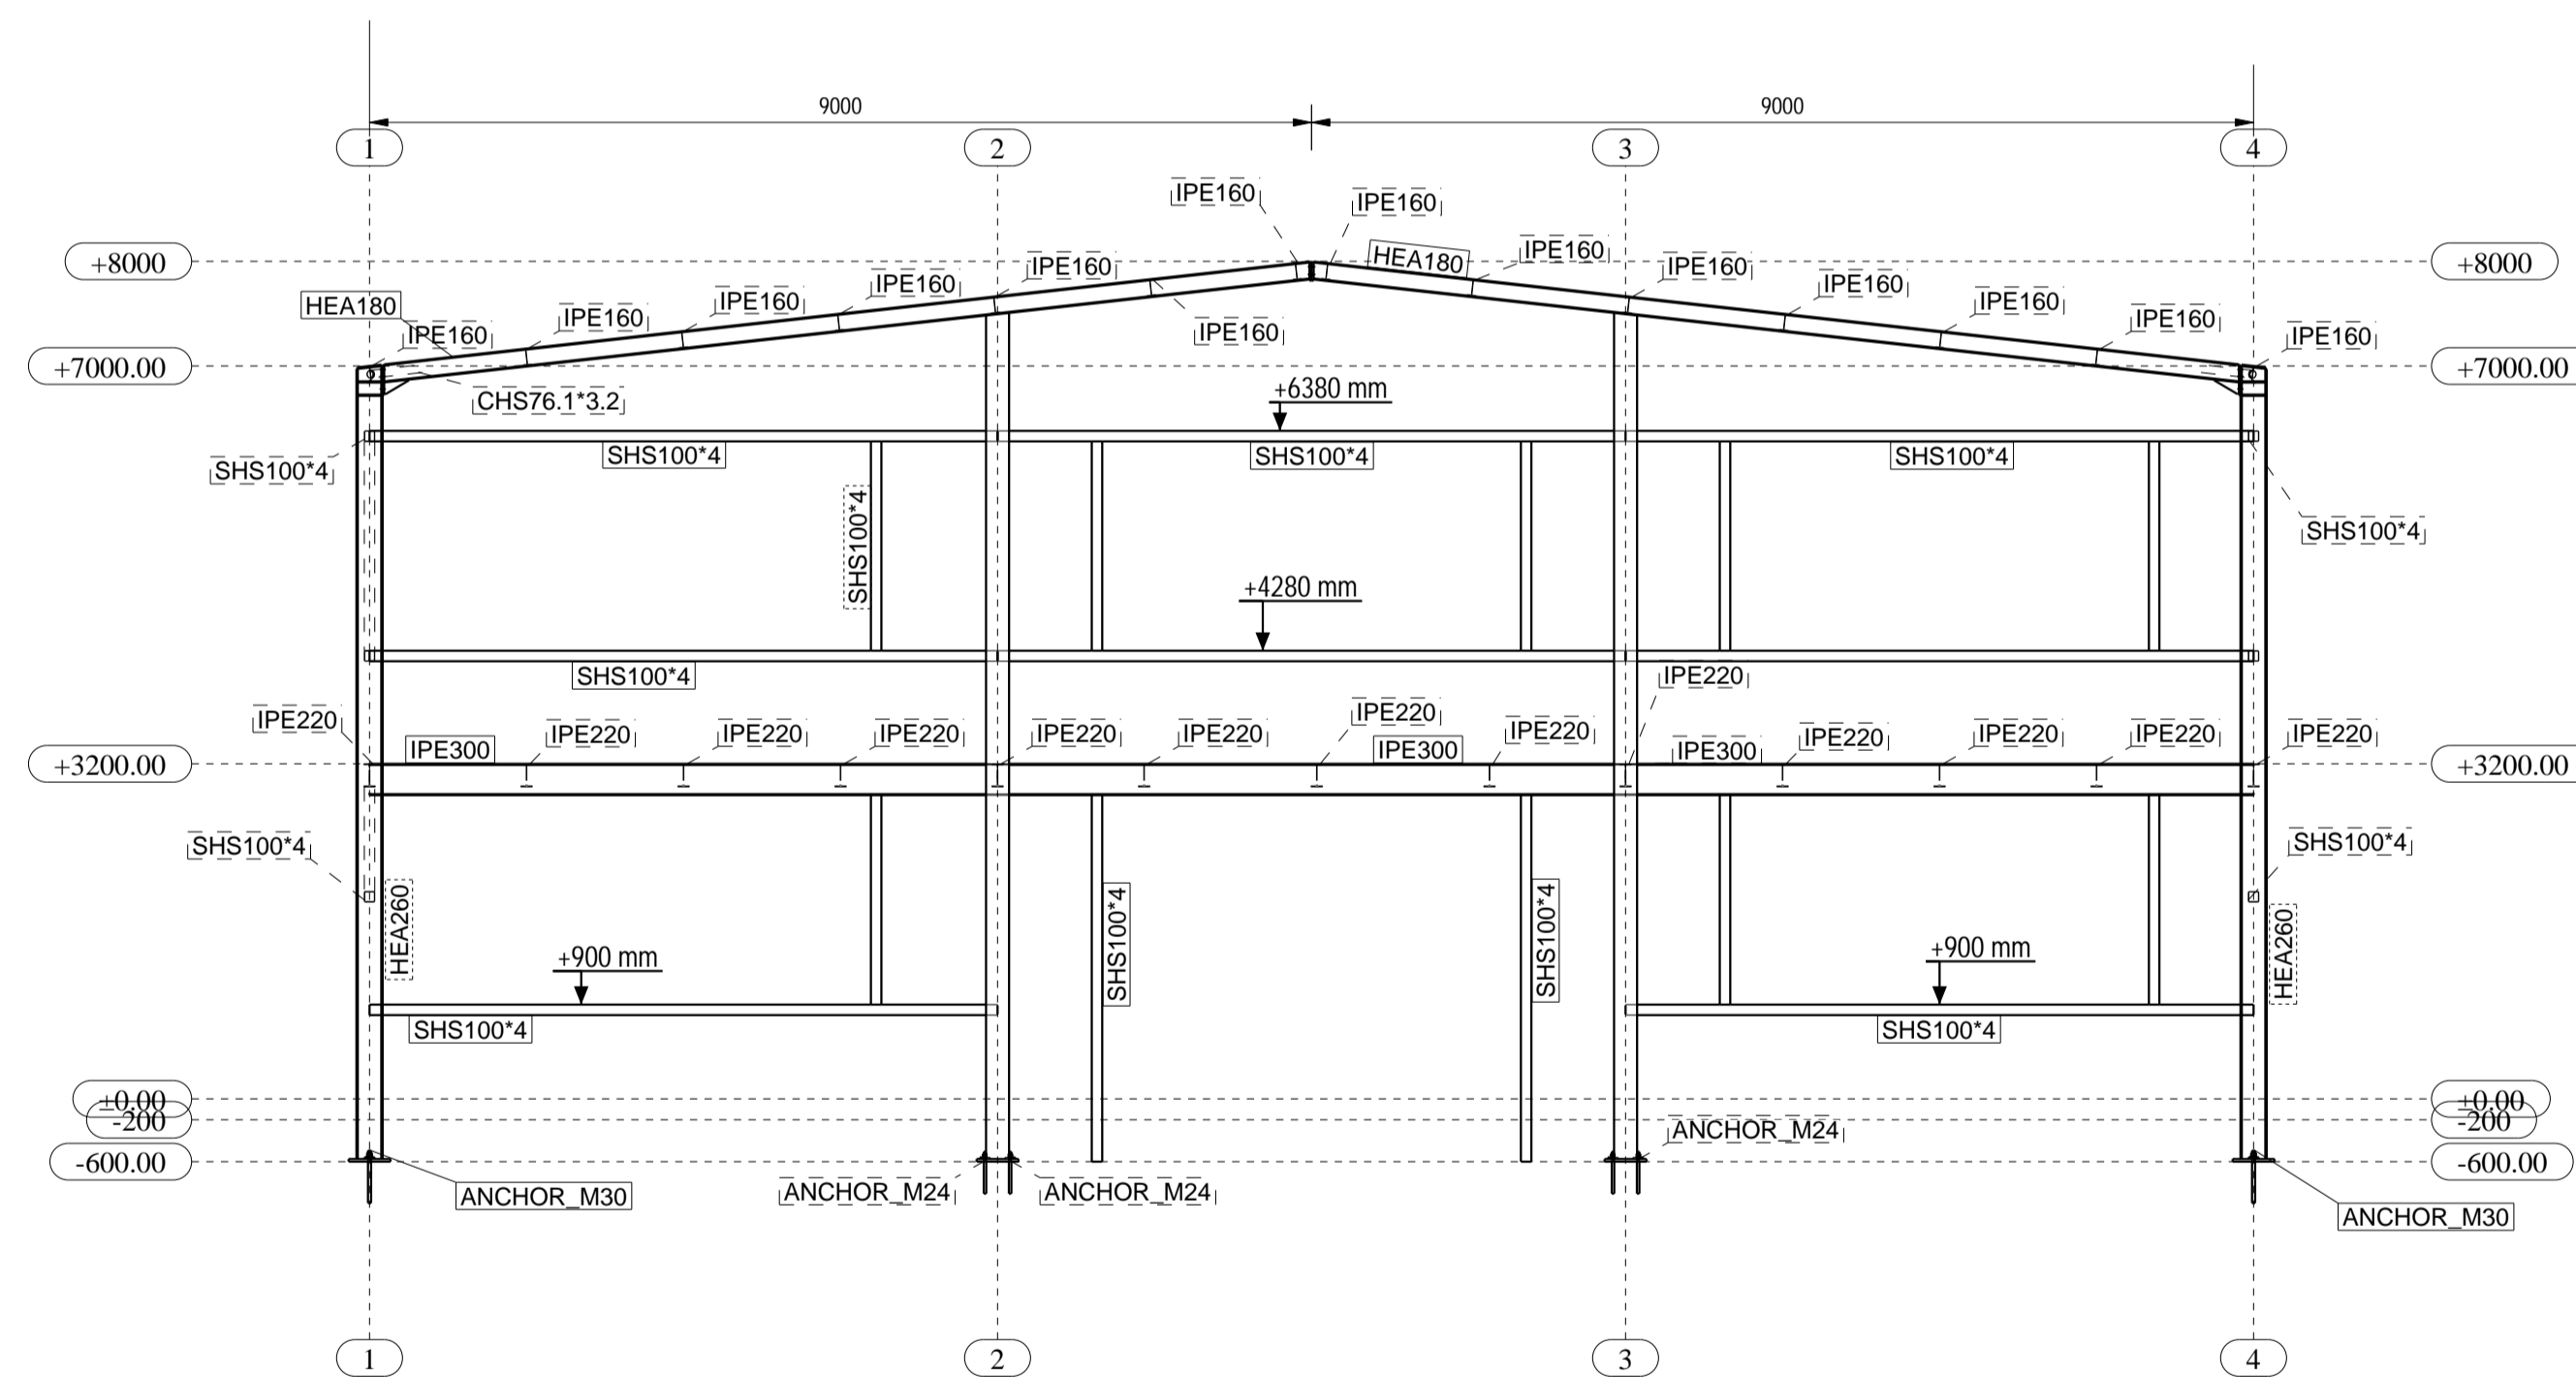 9000
9000
1
2
3
4
IPE160
IPE160
+8000
HEA180
IPE160
+8000
IPE160
IPE160
IPE160
IPE160
IPE160
IPE160
IPE160
IPE160
HEA180
IPE160
IPE160
IPE160
IPE160
+7000.00
+7000.00
CHS76.1*3.2
+6380 mm
SHS100*4
SHS100*4
SHS100*4
SHS100*4
SHS100*4
SHS100*4
+4280 mm
SHS100*4
IPE220
IPE220
IPE220
IPE300
IPE220
IPE220
IPE220
IPE220
IPE220
IPE300
IPE220
IPE300
IPE220
IPE220
IPE220
IPE220
+3200.00
+3200.00
SHS100*4
SHS100*4
HEA260
SHS100*4
SHS100*4
HEA260
+900 mm
+900 mm
SHS100*4
SHS100*4
±0.00
±0.00
-200
-200
-600.00
ANCHOR_M24
-600.00
ANCHOR_M30
ANCHOR_M24
ANCHOR_M24
ANCHOR_M30
1
2
3
4